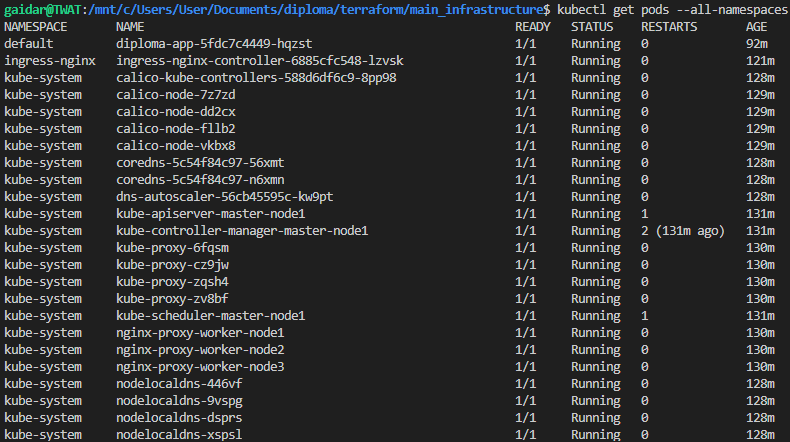 gaidar@TWAT:/mnt/c/Users/User/Documents/diploma/terraform/main_infrastructure$ kubectl get pods --all-namespaces
NAMESPACE NAME READY STATUS RESTARTS AGE
default diploma-app-5fdc7c4449-hqzst 1/1 Running 0 92m
ingress-nginx ingress-nginx-controller-6885cfc548-lzvsk 1/1 Running 0 121m
kube-system calico-kube-controllers-588d6df6c9-8pp98 1/1 Running 0 128m
kube-system calico-node-7z7zd 1/1 Running 0 129m
kube-system calico-node-dd2cx 1/1 Running 0 129m
kube-system calico-node-fllb2 1/1 Running 0 129m
kube-system calico-node-vkbx8 1/1 Running 0 129m
kube-system coredns-5c54f84c97-56xmt 1/1 Running 0 128m
kube-system coredns-5c54f84c97-n6xmn 1/1 Running 0 128m
kube-system dns-autoscaler-56cb45595c-kw9pt 1/1 Running 0 128m
kube-system kube-apiserver-master-node1 1/1 Running 1 131m
kube-system kube-controller-manager-master-node1 1/1 Running 2 (131m ago) 131m
kube-system kube-proxy-6fqsm 1/1 Running 0 130m
kube-system kube-proxy-cz9jw 1/1 Running 0 130m
kube-system kube-proxy-zqsh4 1/1 Running 0 130m
kube-system kube-proxy-zv8bf 1/1 Running 0 130m
kube-system kube-scheduler-master-node1 1/1 Running 1 131m
kube-system nginx-proxy-worker-node1 1/1 Running 0 130m
kube-system nginx-proxy-worker-node2 1/1 Running 0 130m
kube-system nginx-proxy-worker-node3 1/1 Running 0 130m
kube-system nodelocaldns-446vf 1/1 Running 0 128m
kube-system nodelocaldns-9vspg 1/1 Running 0 128m
kube-system nodelocaldns-dsprs 1/1 Running 0 128m
kube-system nodelocaldns-xspsl 1/1 Running 0 128m